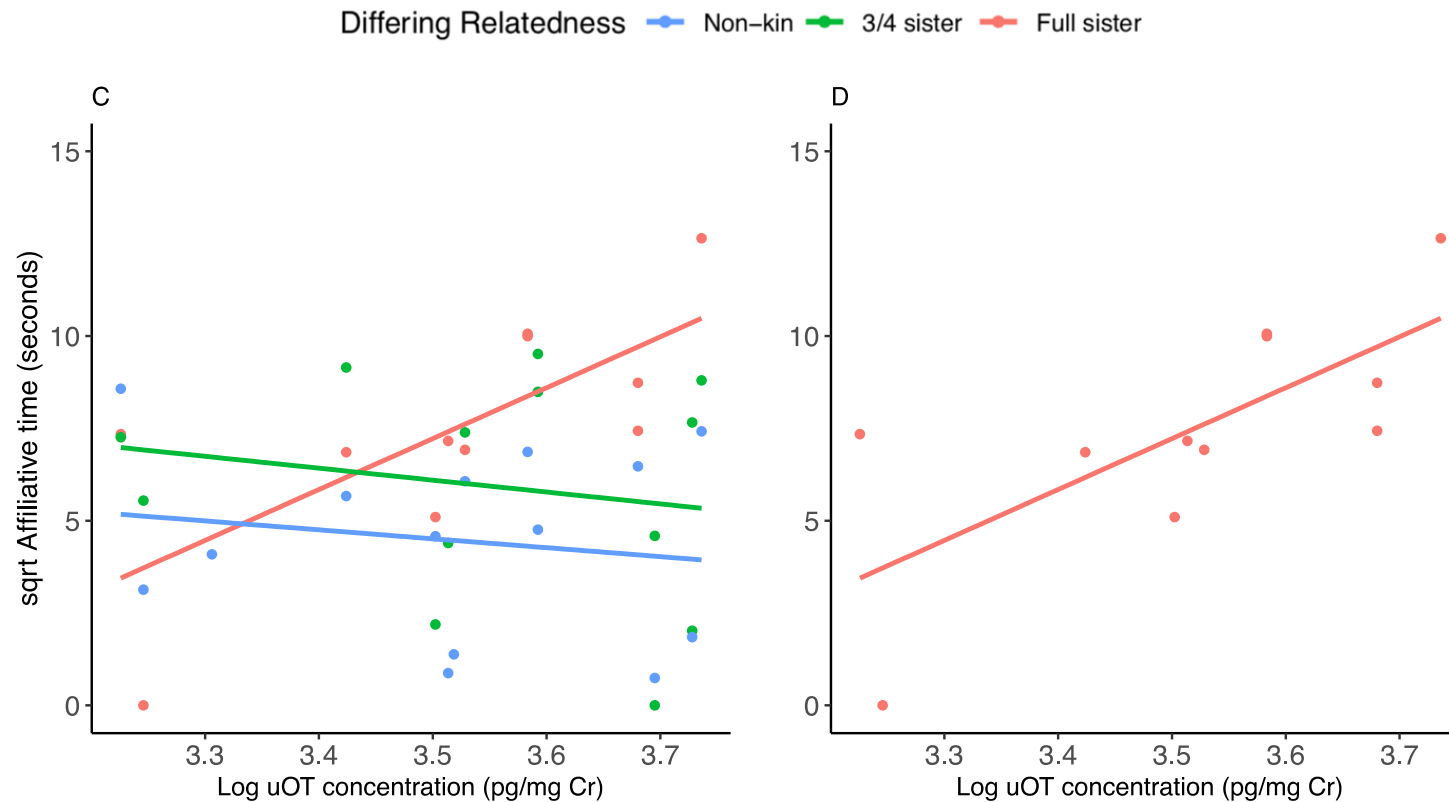 Differing Relatedness Non−kin 3/4 sister Full sister
C
15
10
5
0
3.3 3.4 3.5 3.6 3.7
Log uOT concentration (pg/mg Cr)
sqrt Affiliative time (seconds)
D
15
10
5
0
3.3 3.4 3.5 3.6 3.7
Log uOT concentration (pg/mg Cr)